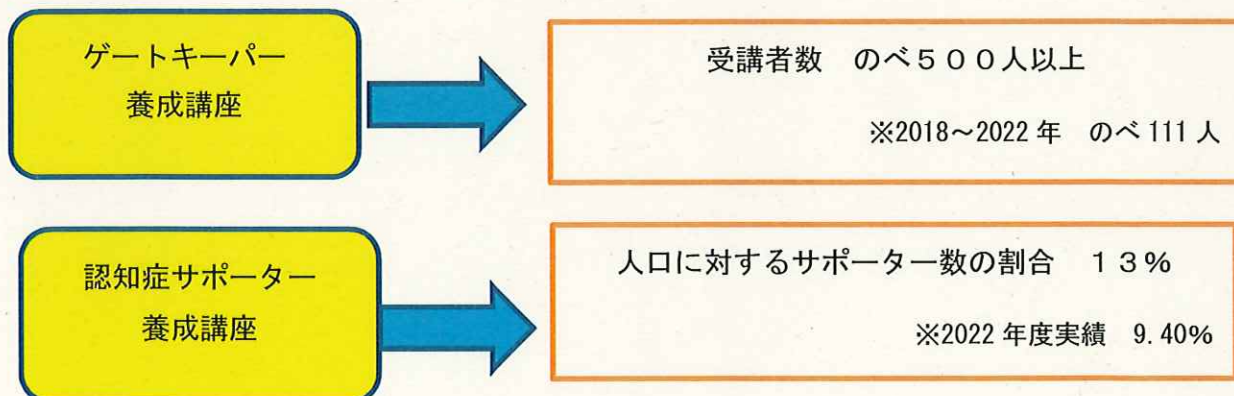 ゲートキーパー
養成講座
受講者数　のべ５００人以上
※2018～2022 年　のべ 111 人
認知症サポーター
養成講座
人口に対するサポーター数の割合　１３％
※2022 年度実績　9.40%